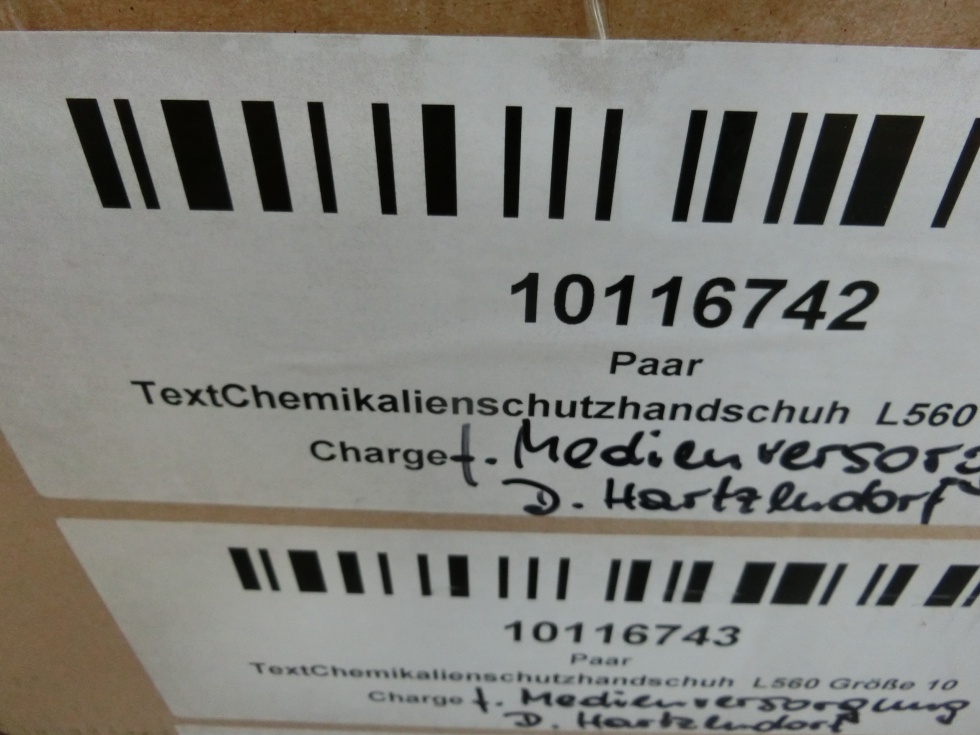 10116742
Paar
TextChemikalienschutzhandschuh L560
Charge f. Medienversorg
D. Hartzendorf
10116743
Paar
TextChemikalienschutzhandschuh L560 Größe 10
Charge f. Medienversorgung
D. Hartzendorf